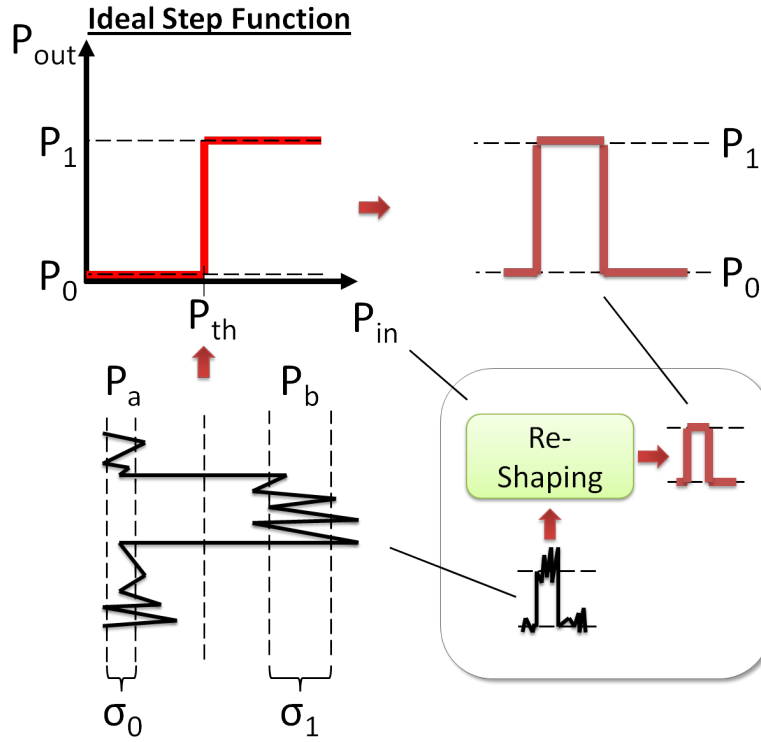 Ideal Step Function
Pout
P1
P1
P0
P0
Pth
Pin
Pa
Pb
Re-
Shaping
σ0
σ1